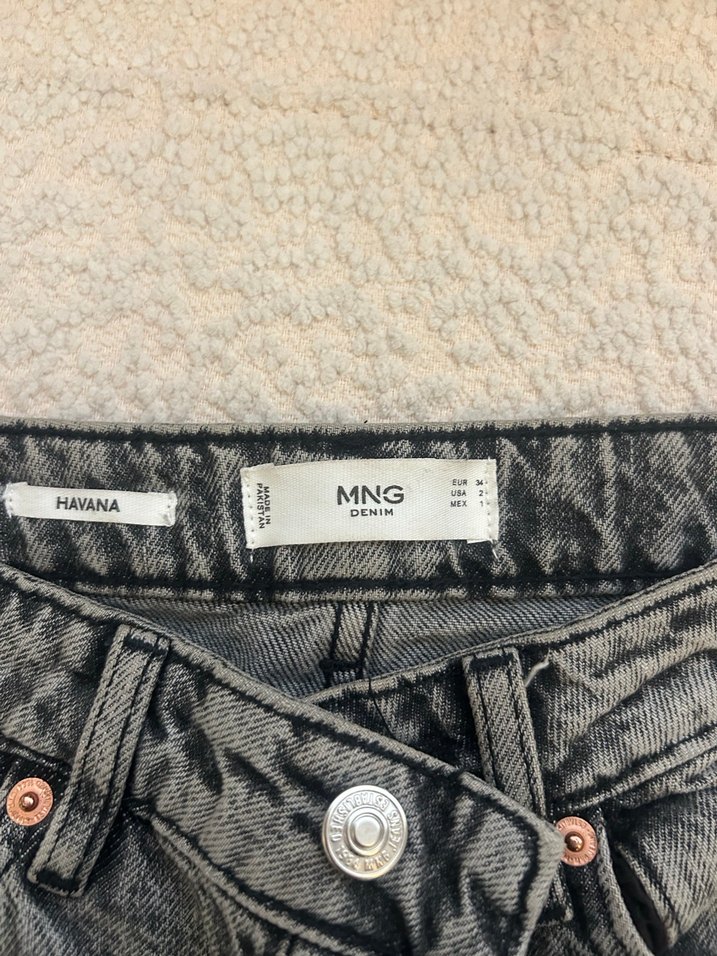 HAVANA
MADE IN
PAKISTAN
MNG
DENIM
EUR 34
USA 2
MEX 1